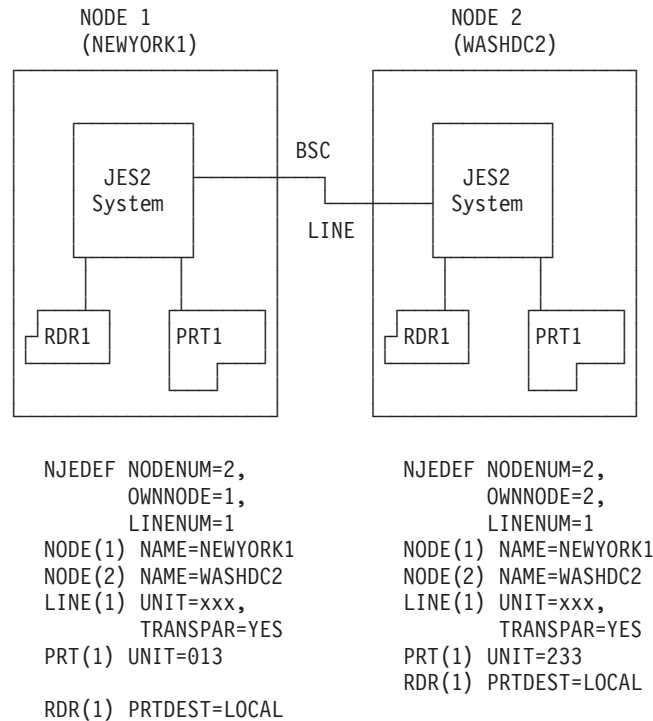 NODE 1
(NEWYORK1)
NODE 2
(WASHDC2)
BSC
LINE
JES2
System
RDR1
PRT1
JES2
System
RDR1
PRT1
NJEDEF NODENUM=2,
OWNNODE=1,
LINENUM=1
NODE(1) NAME=NEWYORK1
NODE(2) NAME=WASHDC2
LINE(1) UNIT=xxx,
TRANSPAR=YES
PRT(1) UNIT=013
RDR(1) PRTDEST=LOCAL
NJEDEF NODENUM=2,
OWNNODE=2,
LINENUM=1
NODE(1) NAME=NEWYORK1
NODE(2) NAME=WASHDC2
LINE(1) UNIT=xxx,
TRANSPAR=YES
PRT(1) UNIT=233
RDR(1) PRTDEST=LOCAL